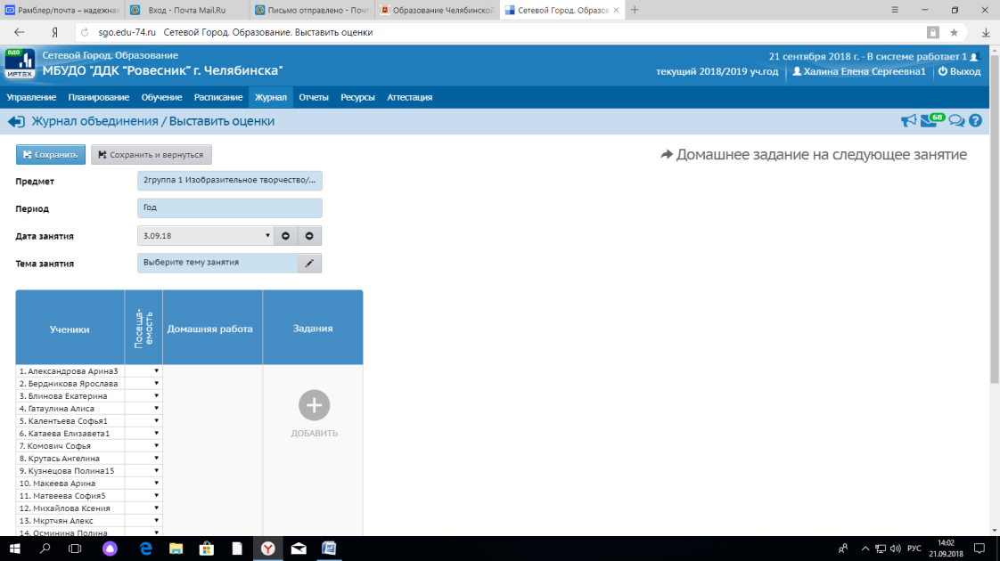 Рамблер/почта – надежная
Вход - Почта Mail.Ru
Письмо отправлено - Поч
Образование Челябинской
Сетевой Город. Образов
sgo.edu-74.ru Сетевой Город. Образование. Выставить оценки
ОДО
ИРТЕХ
Сетевой Город. Образование
МБУДО "ДДК “Ровесник” г. Челябинска"
21 сентября 2018 г. - В системе работает 1
текущий 2018/2019 уч.год
Халина Елена Сергеевна1
Выход
Управление Планирование Обучение Расписание Журнал Отчеты Ресурсы Аттестация
Журнал объединения / Выставить оценки
68
Сохранить
Сохранить и вернуться
Домашнее задание на следующее занятие
Предмет
2группа 1 Изобразительное творчество/...
Период
Год
Дата занятия
3.09.18
Тема занятия
Выберите тему занятия
Ученики
Посеща-
емость
Домашняя работа
Задания
1. Александрова Арина3
2. Бердникова Ярослава
3. Блинова Екатерина
4. Гатаулина Алиса
5. Калентьева Софья1
6. Катаева Елизавета1
7. Комович Софья
8. Крутась Ангелина
9. Кузнецова Полина15
10. Макеева Арина
11. Матвеева София5
12. Михайлова Ксения
13. Мкртчян Алекс
14. Осминина Полина
ДОБАВИТЬ
РУС
14:02
21.09.2018